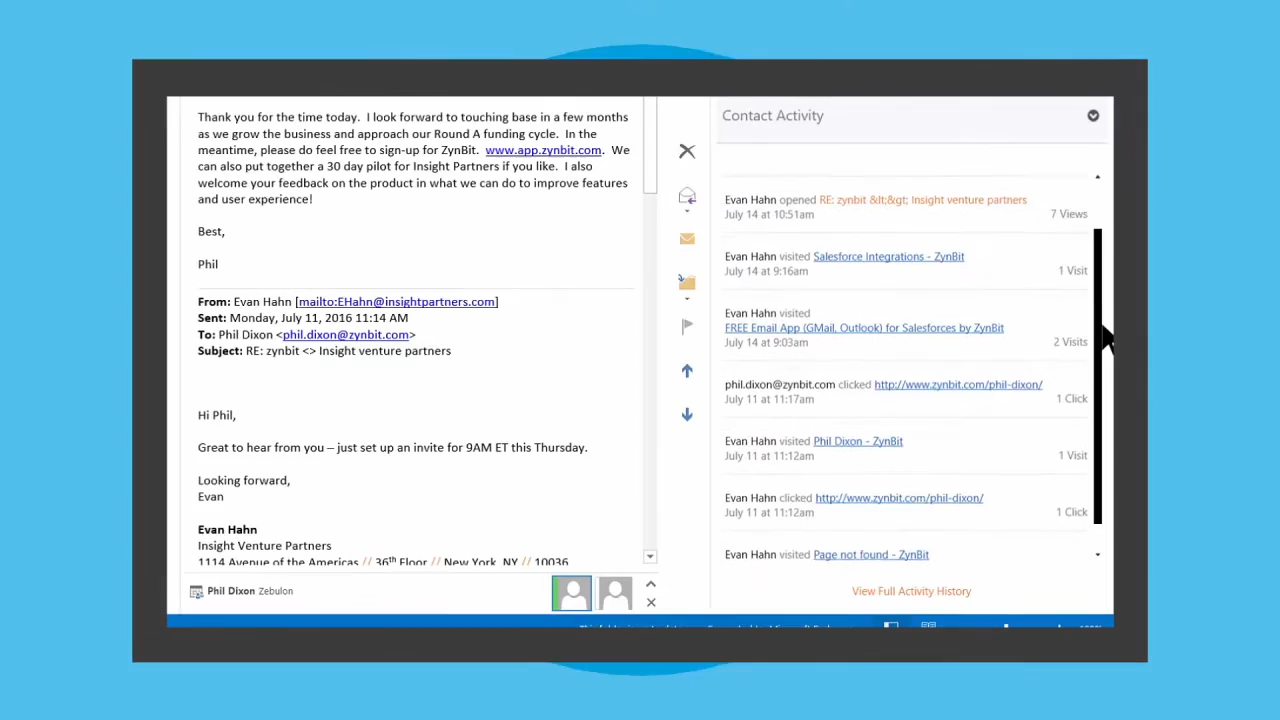 Thank you for the time today.  I look forward to touching base in a few months
as we grow the business and approach our Round A funding cycle.  In the
meantime, please do feel free to sign-up for ZynBit.  www.app.zynbit.com.  We
can also put together a 30 day pilot for Insight Partners if you like.  I also
welcome your feedback on the product in what we can do to improve features
and user experience!
Best,
Phil
From: Evan Hahn [mailto:EHahn@insightpartners.com]
Sent: Monday, July 11, 2016 11:14 AM
To: Phil Dixon <phil.dixon@zynbit.com>
Subject: RE: zynbit <> Insight venture partners
Hi Phil,
Great to hear from you – just set up an invite for 9AM ET this Thursday.
Looking forward,
Evan
Evan Hahn
Insight Venture Partners
1114 Avenue of the Americas // 36th Floor // New York, NY // 10036
Phil Dixon Zebulon
Contact Activity
Evan Hahn opened RE: zynbit &lt;&gt; Insight venture partners
July 14 at 10:51am
7 Views
Evan Hahn visited Salesforce Integrations - ZynBit
July 14 at 9:16am
1 Visit
Evan Hahn visited
FREE Email App (GMail, Outlook) for Salesforces by ZynBit
July 14 at 9:03am
2 Visits
phil.dixon@zynbit.com clicked http://www.zynbit.com/phil-dixon/
July 11 at 11:17am
1 Click
Evan Hahn visited Phil Dixon - ZynBit
July 11 at 11:12am
1 Visit
Evan Hahn clicked http://www.zynbit.com/phil-dixon/
July 11 at 11:12am
1 Click
Evan Hahn visited Page not found - ZynBit
View Full Activity History